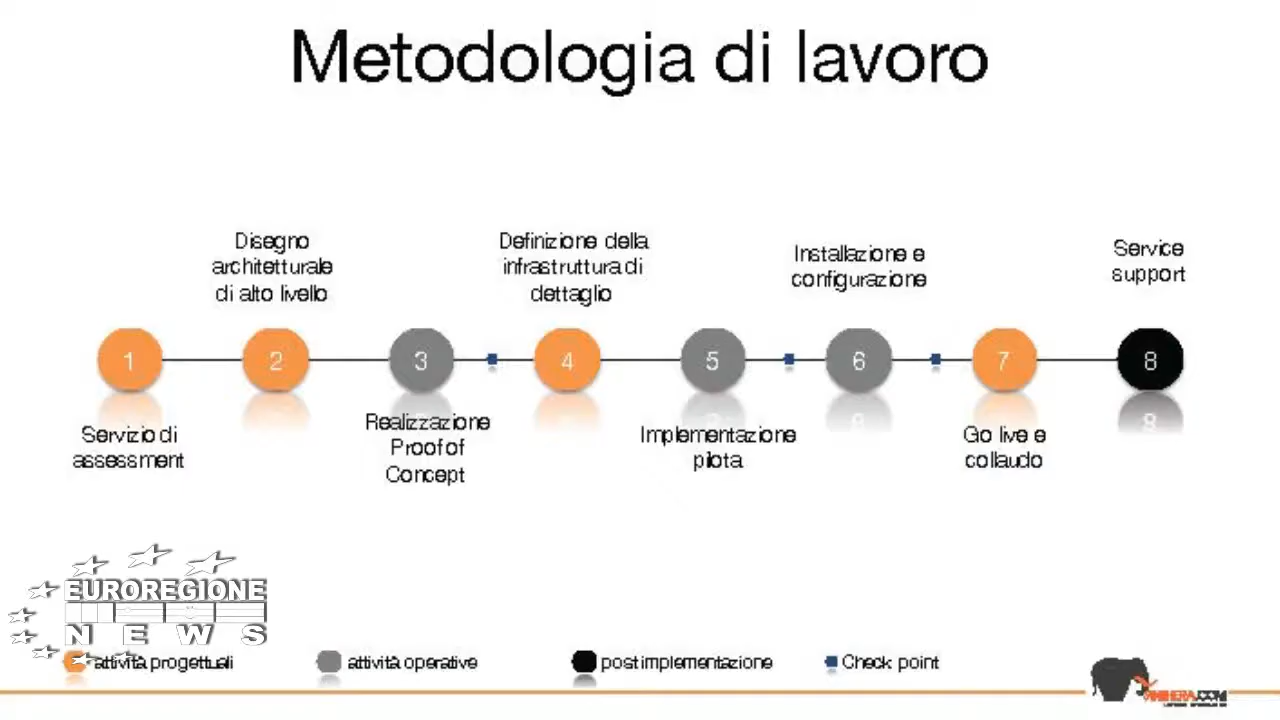 Metodologia di lavoro
Disegno
architetturale
di alto livello
Definizione della
infrastruttura di
dettaglio
Installazione e
configurazione
Service
support
1
2
3
4
5
6
7
8
Servizio di
assessment
Realizzazione
Proof of
Concept
Implementazione
pilota
Go live e
collaudo
EUROREGIONE
NEWS
attività progettuali
attività operative
post implementazione
Check point